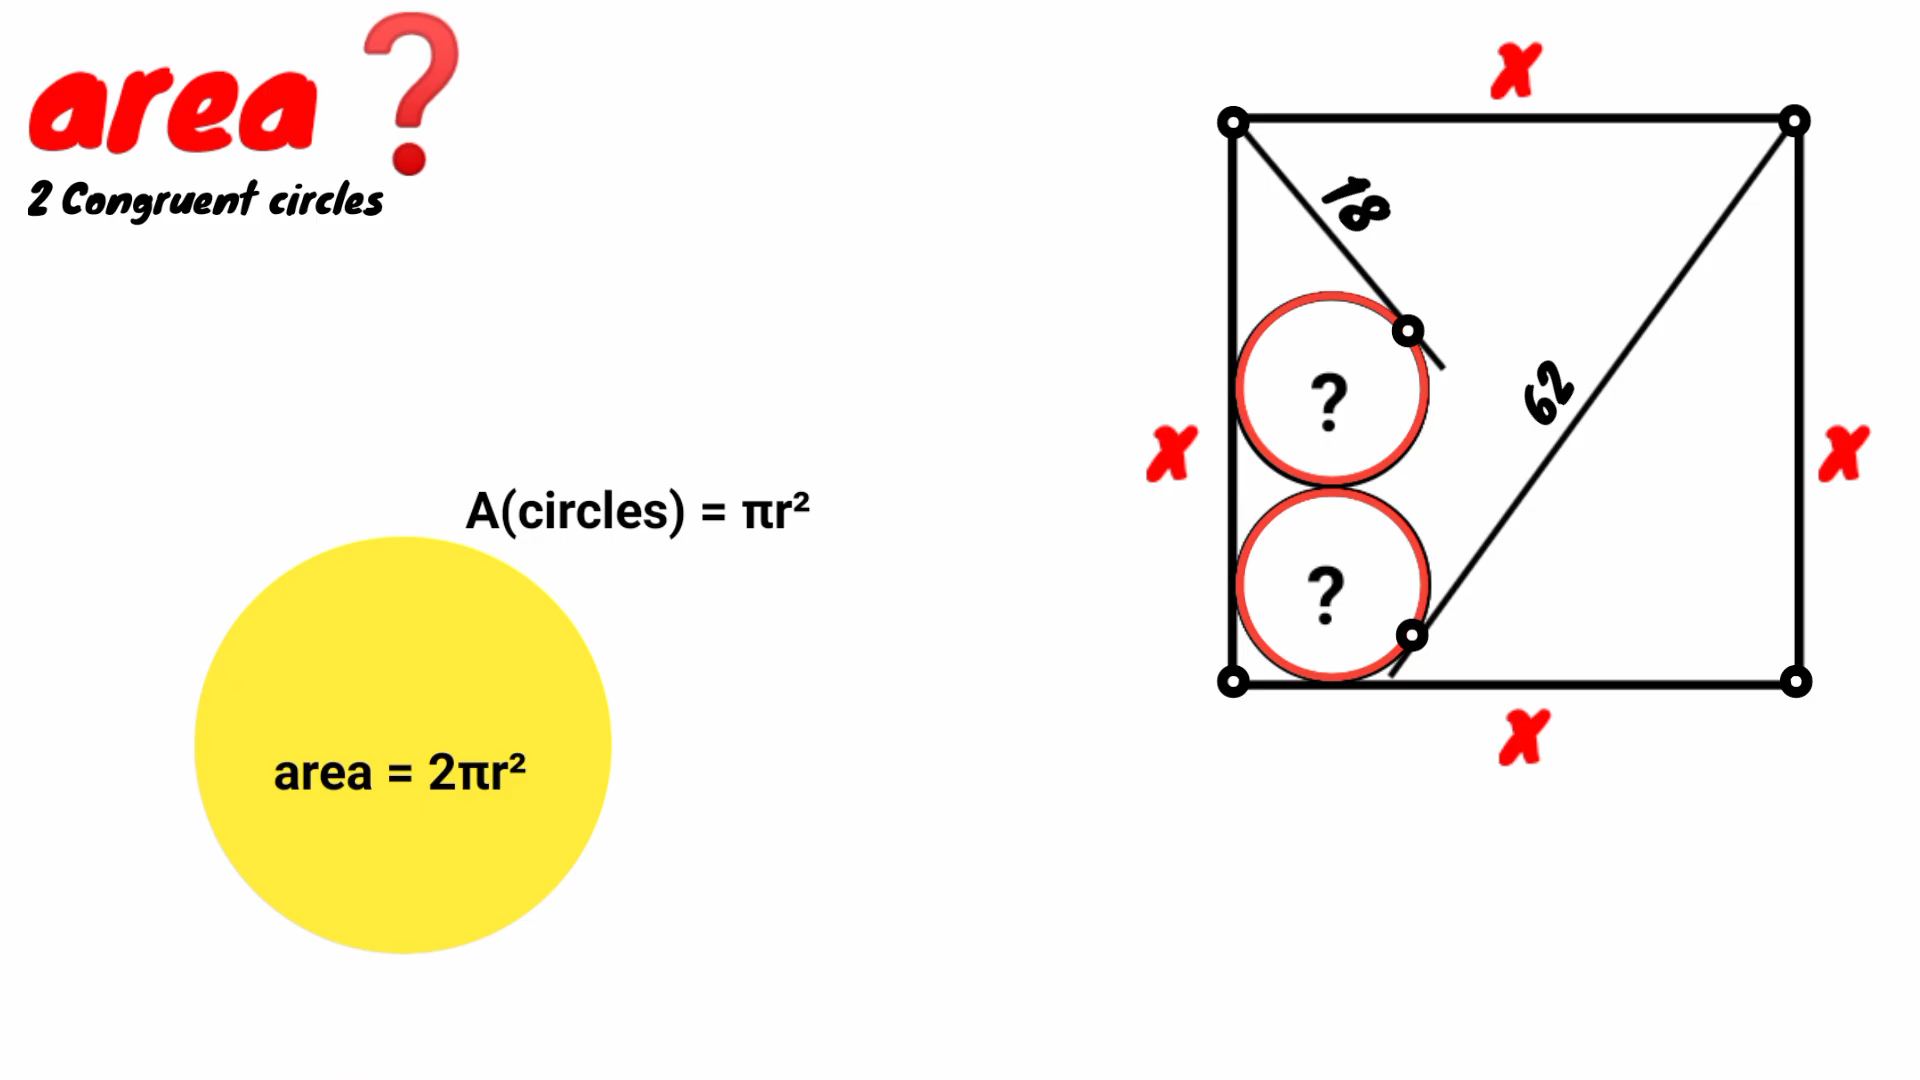 area❓
2 Congruent circles
A(circles) = πr²
area = 2πr²
x
18
?
62
x
x
?
x